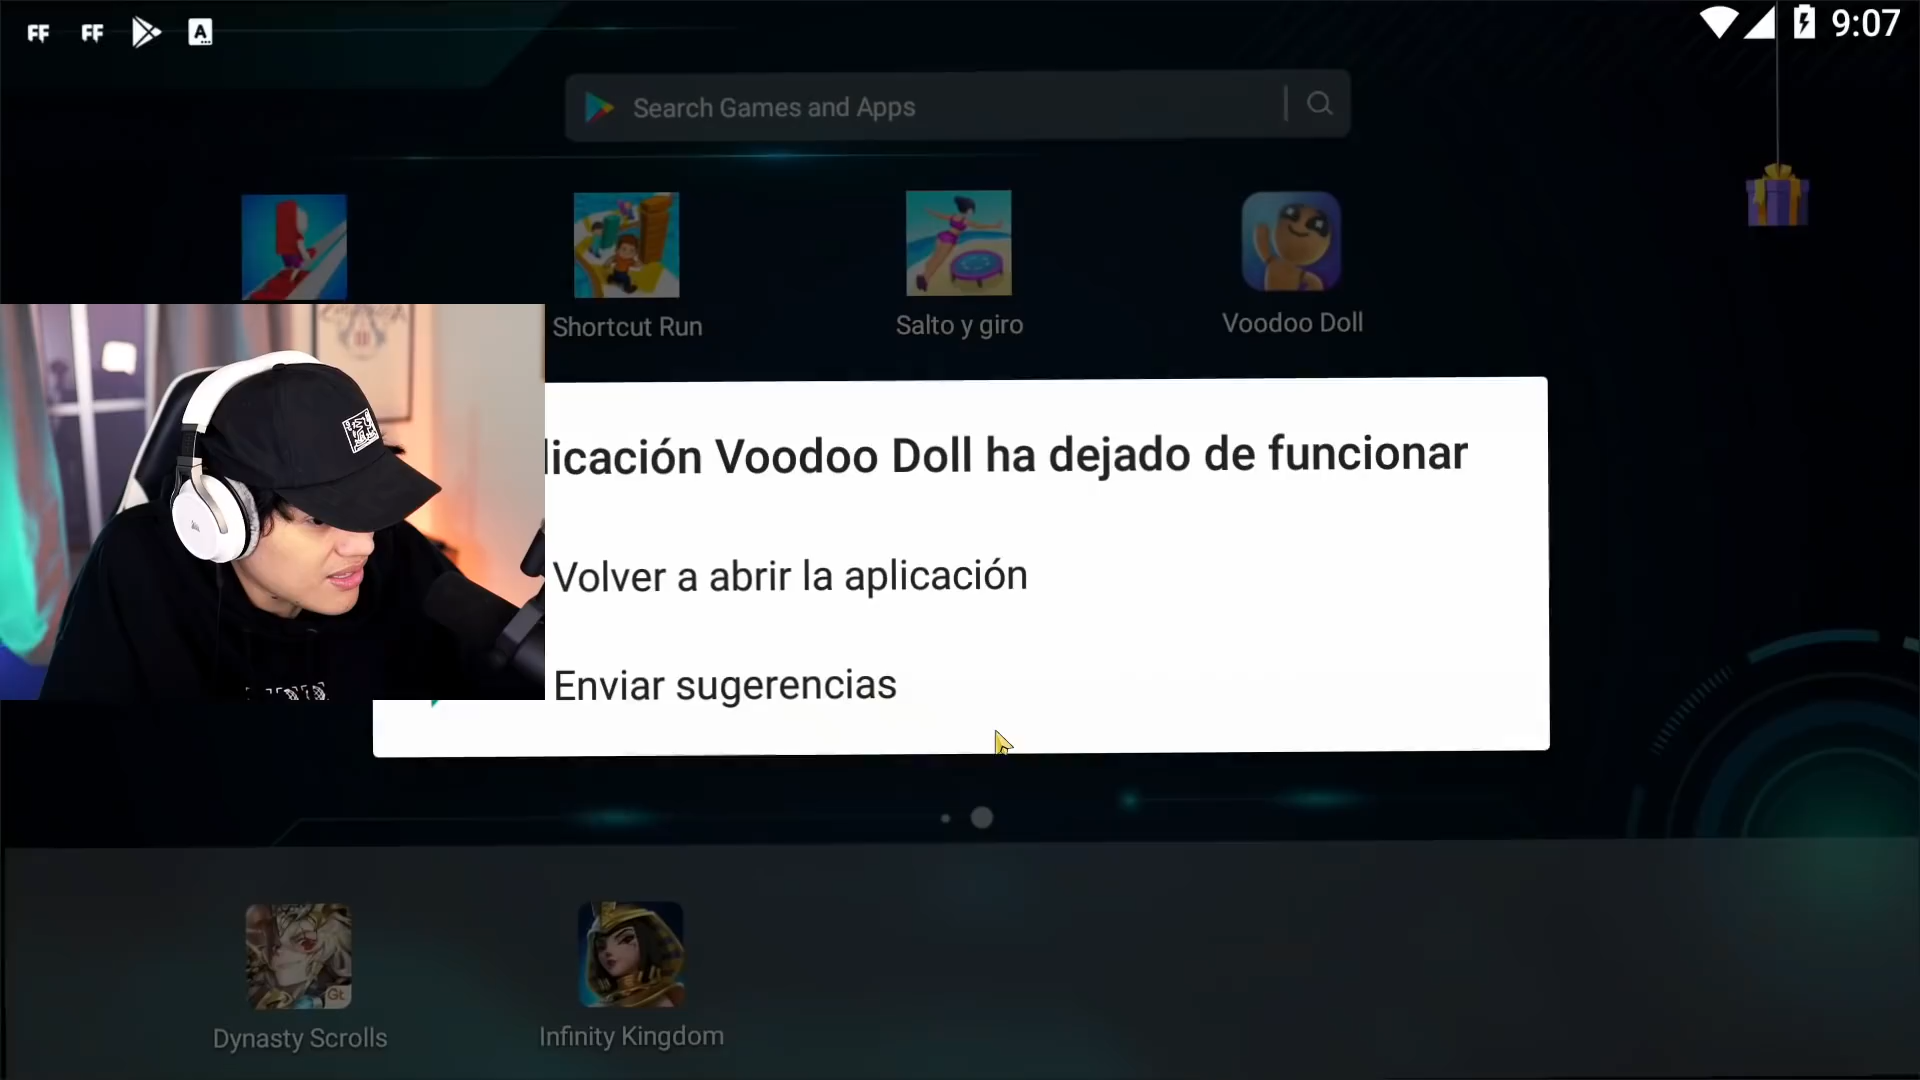 FF FF A 9:07
Search Games and Apps
Shortcut Run
Salto y giro
Voodoo Doll
licación Voodoo Doll ha dejado de funcionar
Volver a abrir la aplicación
Enviar sugerencias
Gt
Dynasty Scrolls
Infinity Kingdom